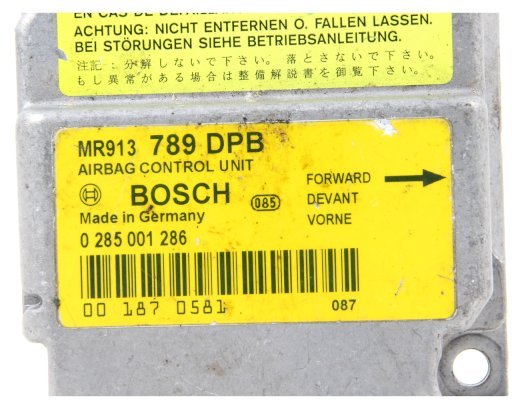 EN CAS DE
ACHTUNG: NICHT ENTFERNEN O. FALLEN LASSEN.
BEI STÖRUNGEN SIEHE BETRIEBSANLEITUNG.
注記：分解しないで下さい。落とさないで下さい。
もし異常がある場合は整備解説書を御覧下さい。
MR913 789 DPB
AIRBAG CONTROL UNIT
BOSCH 085
Made in Germany
0 285 001 286
FORWARD
DEVANT
VORNE
00 187 0581 087